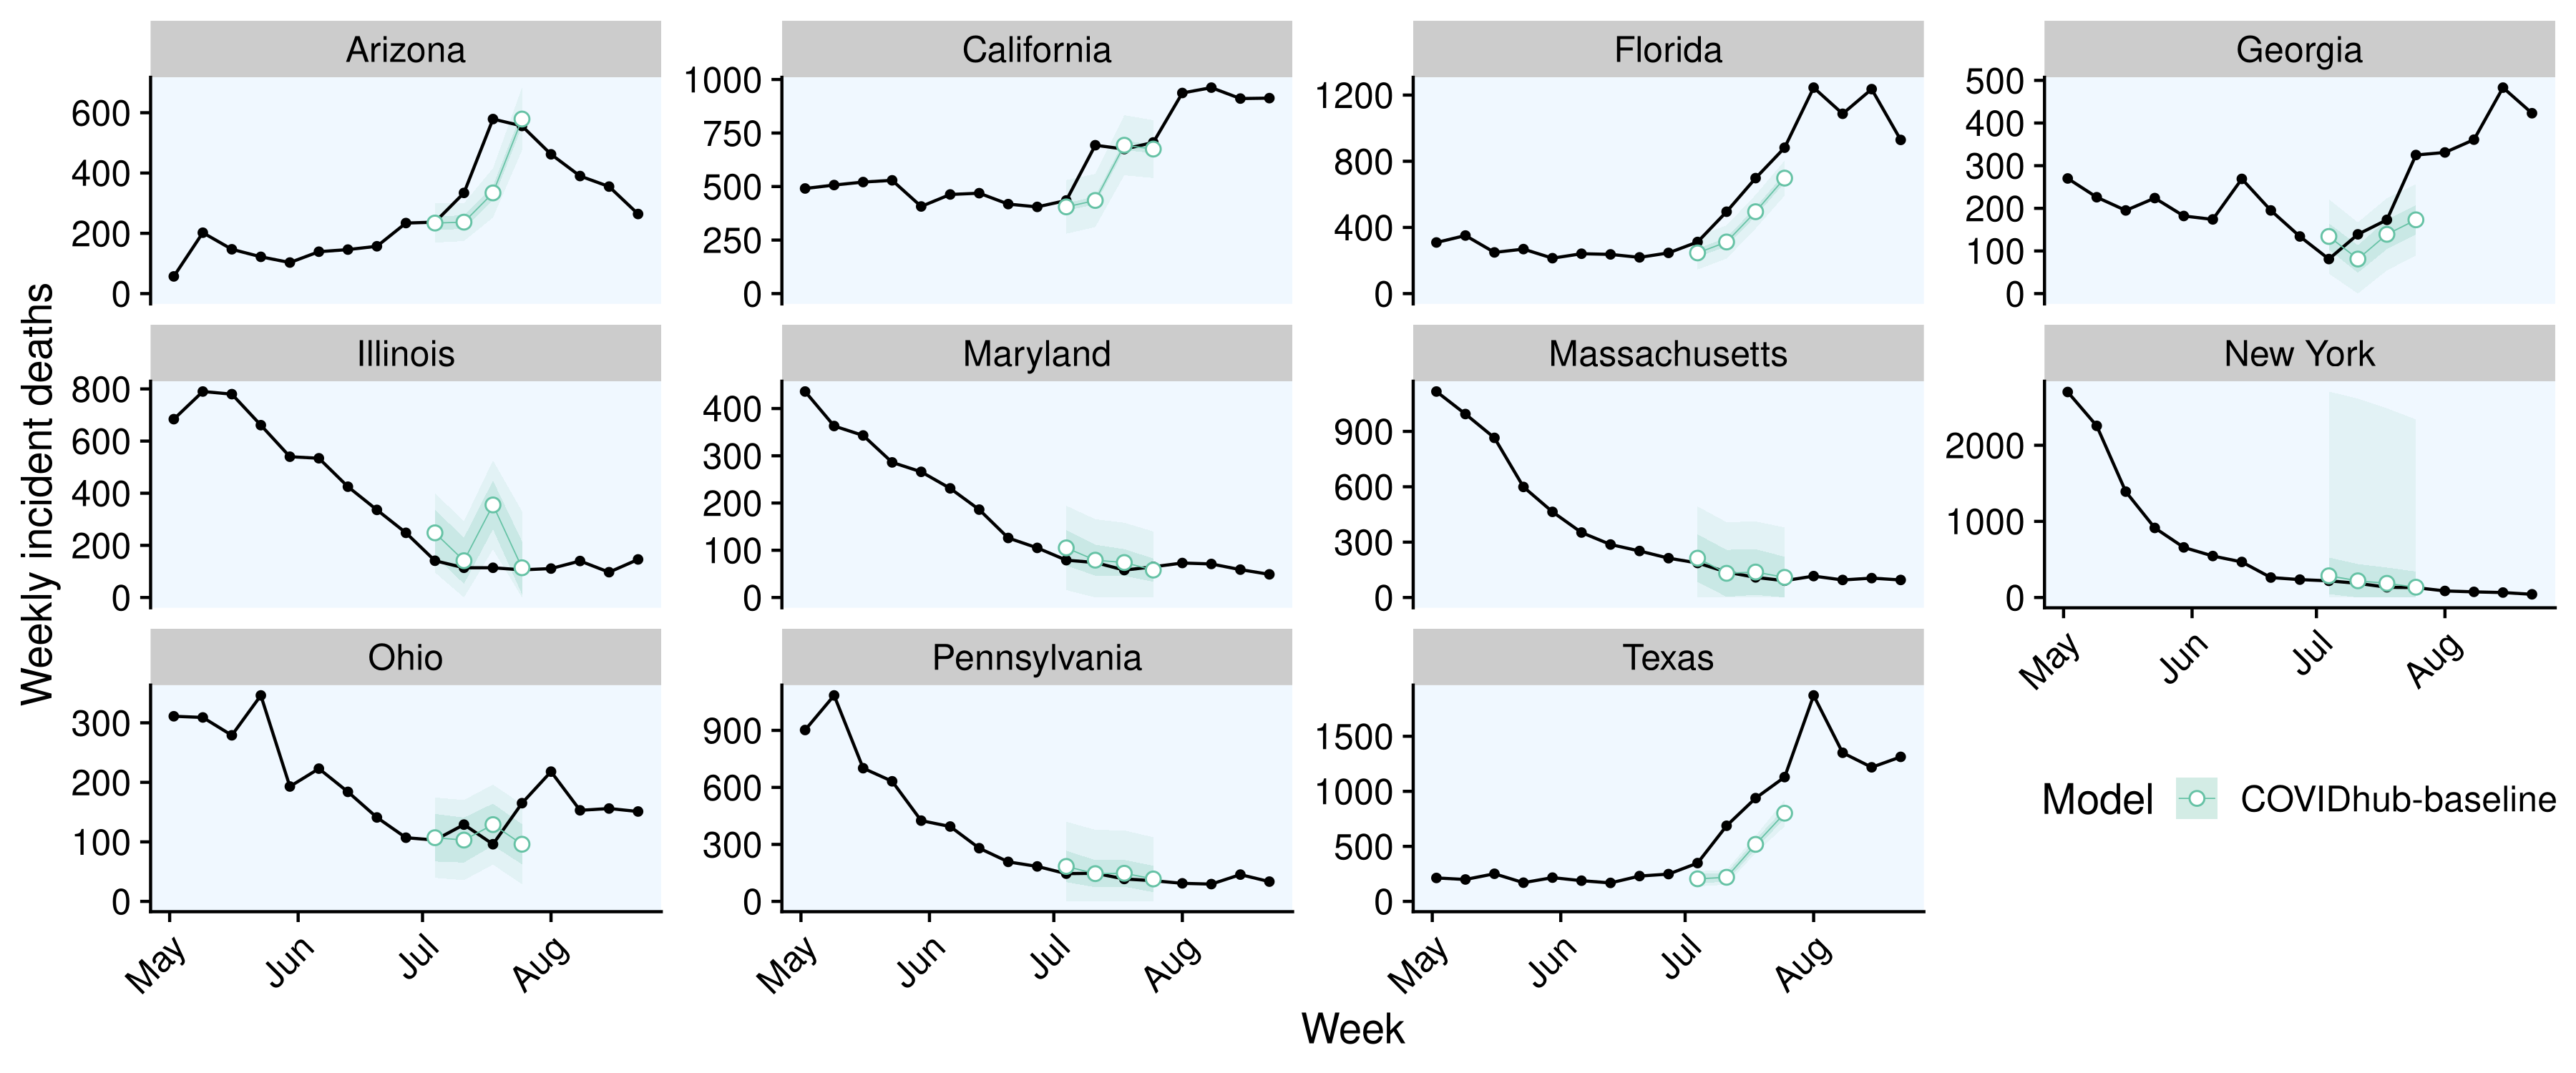 Weekly incident deaths
Arizona
600
400
200
0
California
1000
750
500
250
0
Florida
1200
800
400
0
Georgia
500
400
300
200
100
0
Illinois
800
600
400
200
0
Maryland
400
300
200
100
0
Massachusetts
900
600
300
0
New York
2000
1000
0
May Jun Jul Aug
Ohio
300
200
100
0
May Jun Jul Aug
Pennsylvania
900
600
300
0
May Jun Jul Aug
Texas
1500
1000
500
0
May Jun Jul Aug
Model COVIDhub-baseline
Week